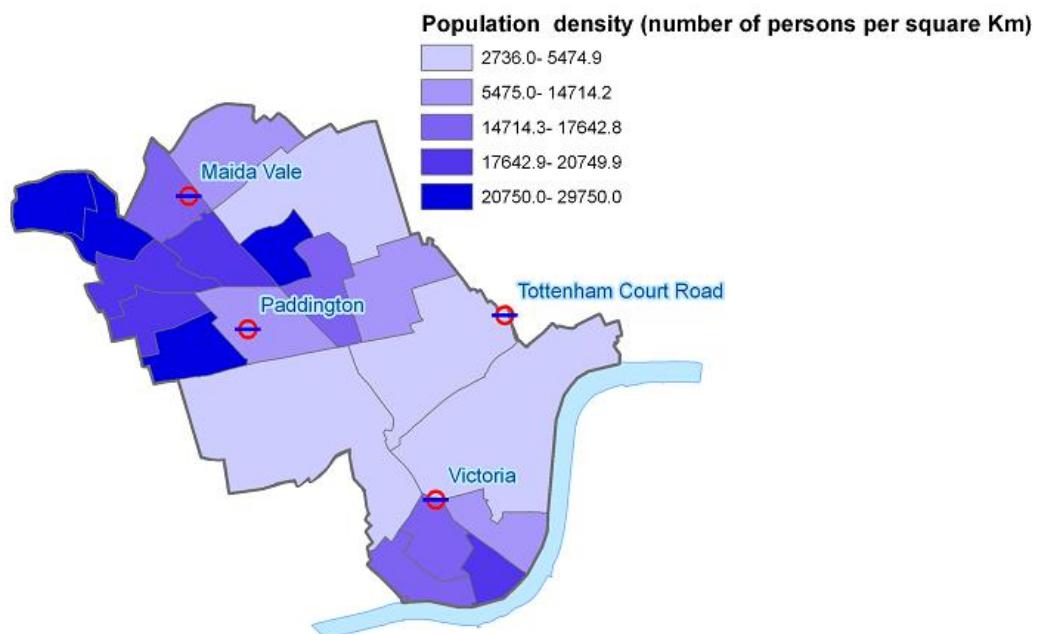 Population density (number of persons per square Km)
2736.0- 5474.9
5475.0- 14714.2
14714.3- 17642.8
17642.9- 20749.9
20750.0- 29750.0
Maida Vale
Tottenham Court Road
Paddington
Victoria